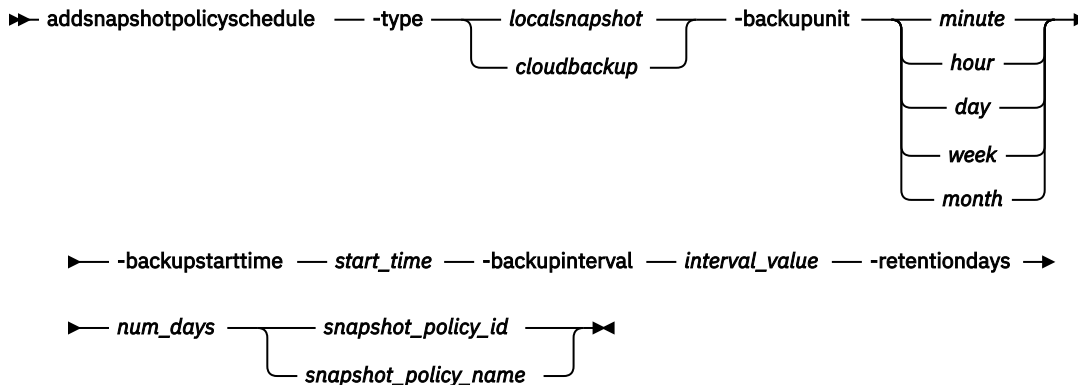 addsnapshotpolicyschedule -type localsnapshot -backupunit minute
cloudbackup hour
day
week
month
-backupstarttime start_time -backupinterval interval_value -retentiondays
num_days snapshot_policy_id
snapshot_policy_name